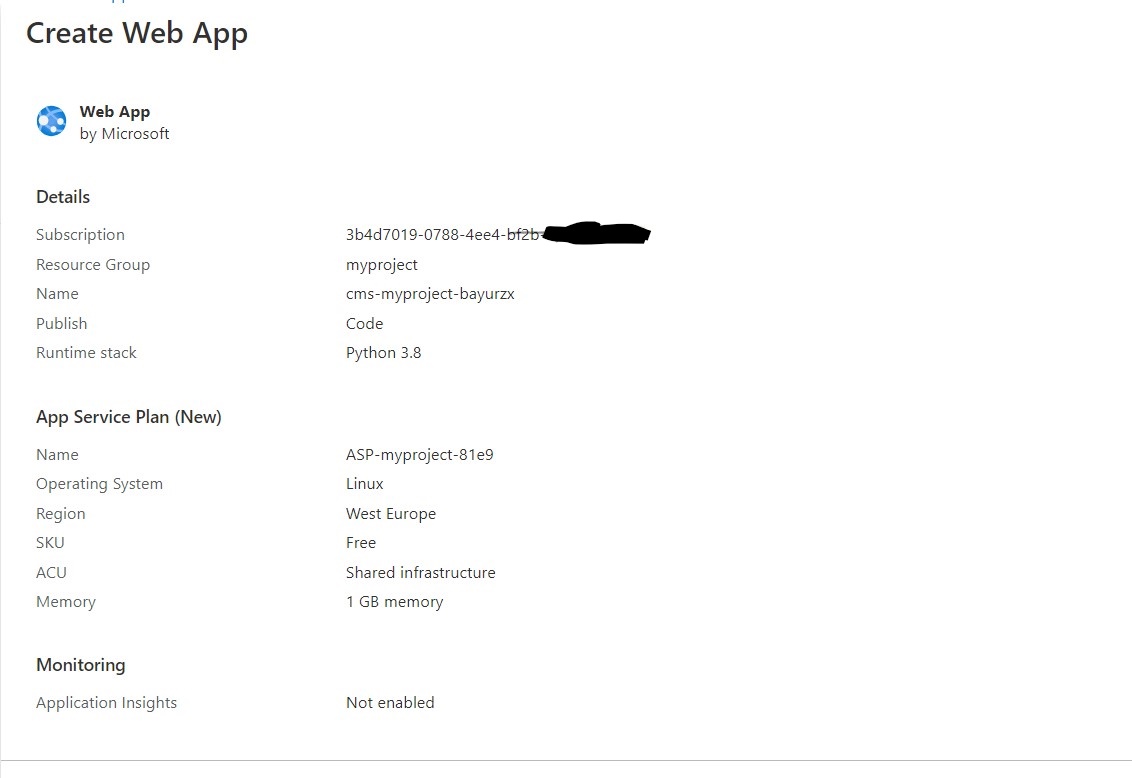 Create Web App
Web App
by Microsoft
Details
Subscription 3b4d7019-0788-4ee4-bf2b-
Resource Group myproject
Name cms-myproject-bayurzx
Publish Code
Runtime stack Python 3.8
App Service Plan (New)
Name ASP-myproject-81e9
Operating System Linux
Region West Europe
SKU Free
ACU Shared infrastructure
Memory 1 GB memory
Monitoring
Application Insights Not enabled